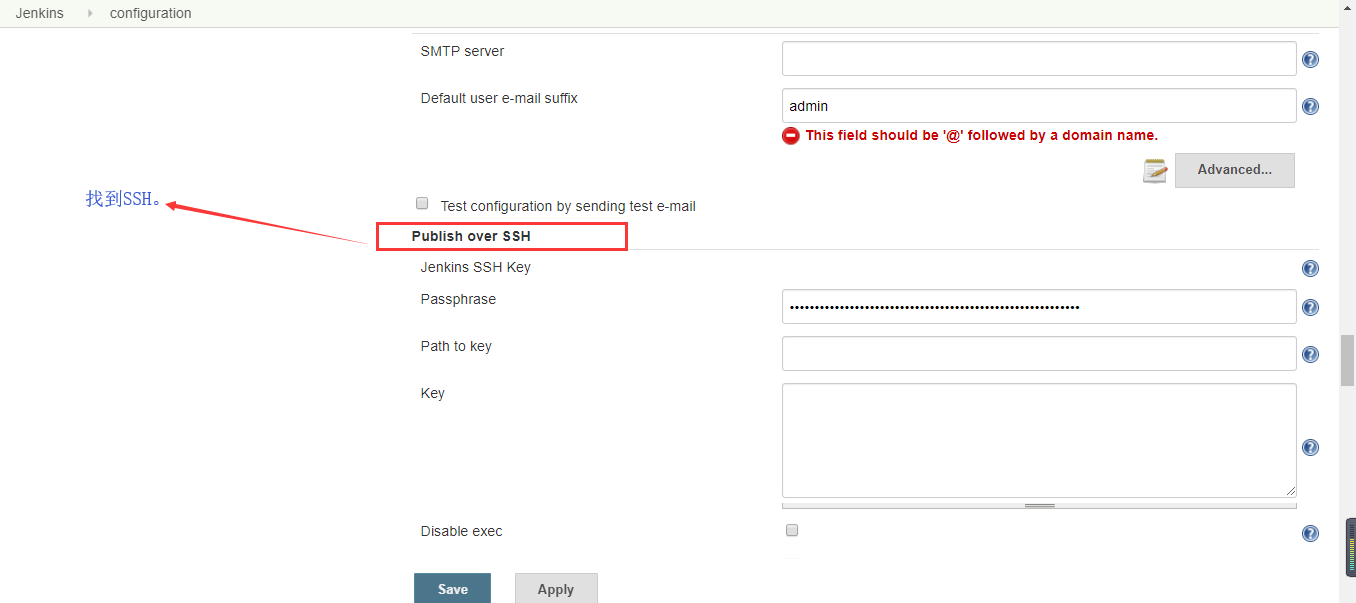 Jenkins configuration
SMTP server
Default user e-mail suffix
admin
This field should be '@' followed by a domain name.
Advanced...
找到SSH。
Test configuration by sending test e-mail
Publish over SSH
Jenkins SSH Key
Passphrase
Path to key
Key
Disable exec
Save Apply